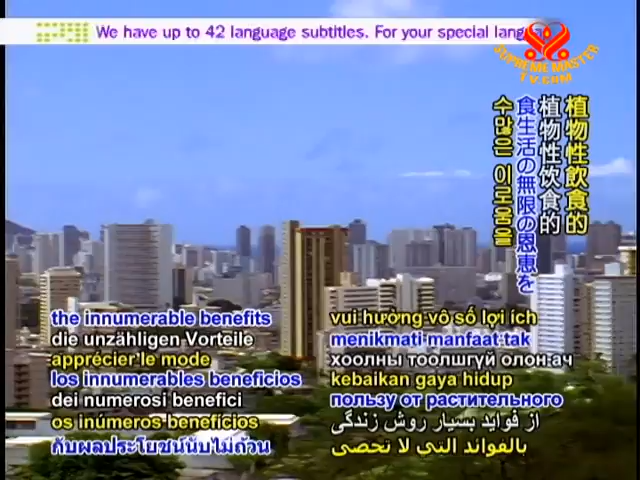 We have up to 42 language subtitles. For your special lang
SUPREME MASTER
TV.COM
植物性飲食的
植物性饮食的
食生活の無限の恩恵を
수많은 이로움을
the innumerable benefits
die unzähligen Vorteile
apprécier le mode
los innumerables beneficios
dei numerosi benefici
os inúmeros benefícios
กับผลประโยชน์นับไม่ถ้วน
vui hưởng vô số lợi ích
menikmati manfaat tak
хоолны тоолшгүй олон ач
kebaikan gaya hidup
пользу от растительного
از فواید بسیار روش زندگی
بالفوائد التي لا تحصى